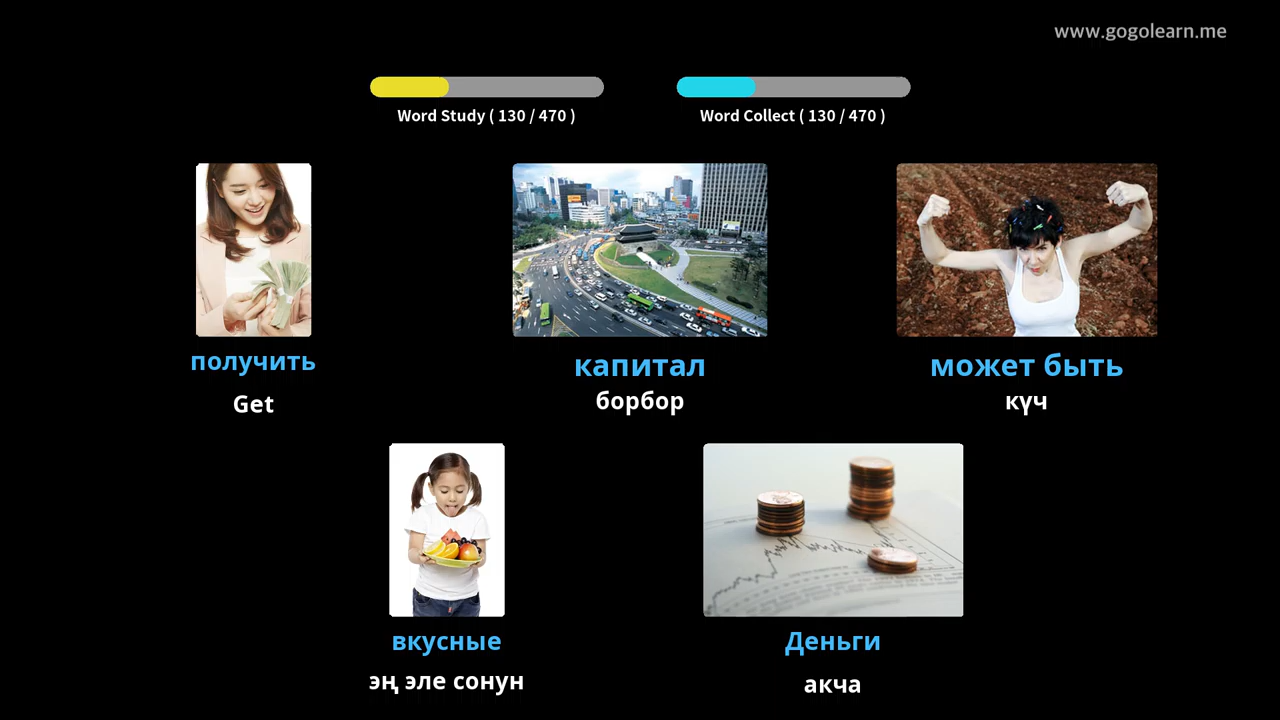 www.gogolearn.me
Word Study ( 130 / 470 )
Word Collect ( 130 / 470 )
получить
Get
капитал
борбор
может быть
күч
вкусные
эң эле сонун
Деньги
акча